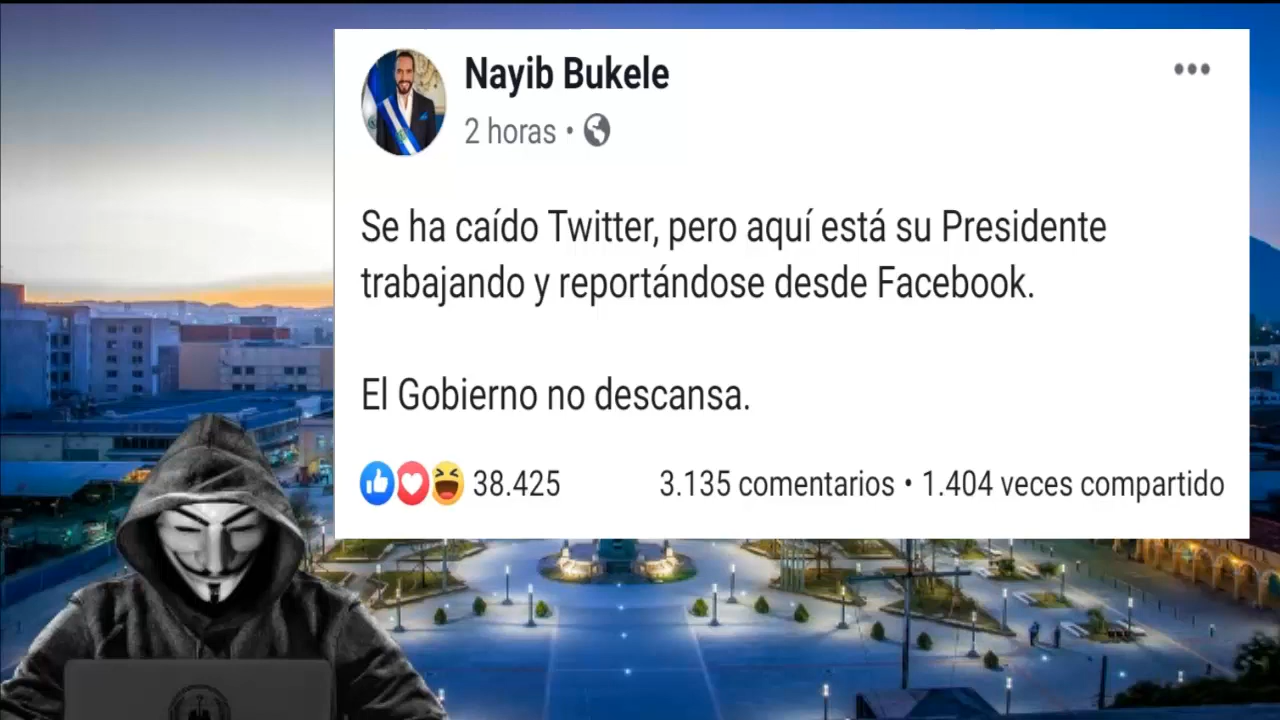 Nayib Bukele
2 horas •
Se ha caído Twitter, pero aquí está su Presidente
trabajando y reportándose desde Facebook.
El Gobierno no descansa.
38.425 3.135 comentarios • 1.404 veces compartido